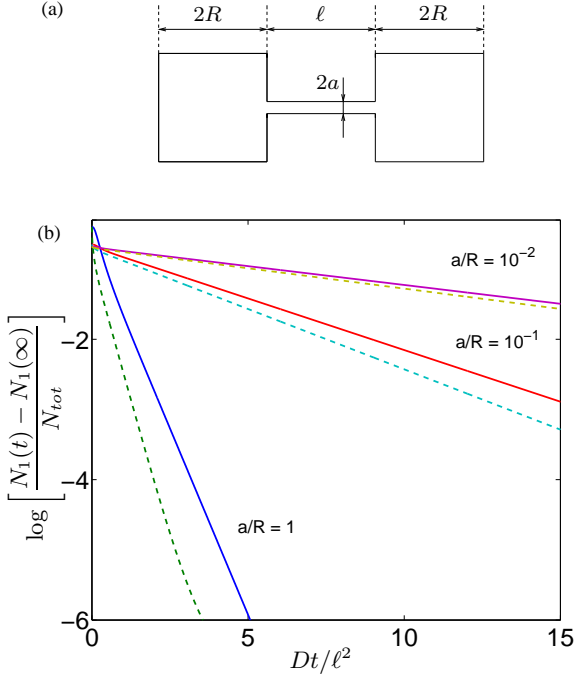 (a)
2R ℓ 2R
2a
(b)
a/R = 10⁻²
a/R = 10⁻¹
a/R = 1
-2
-4
-6
0 5 10 15
Dt/ℓ²
log [ N₁(t) − N₁(∞) / N_tot ]